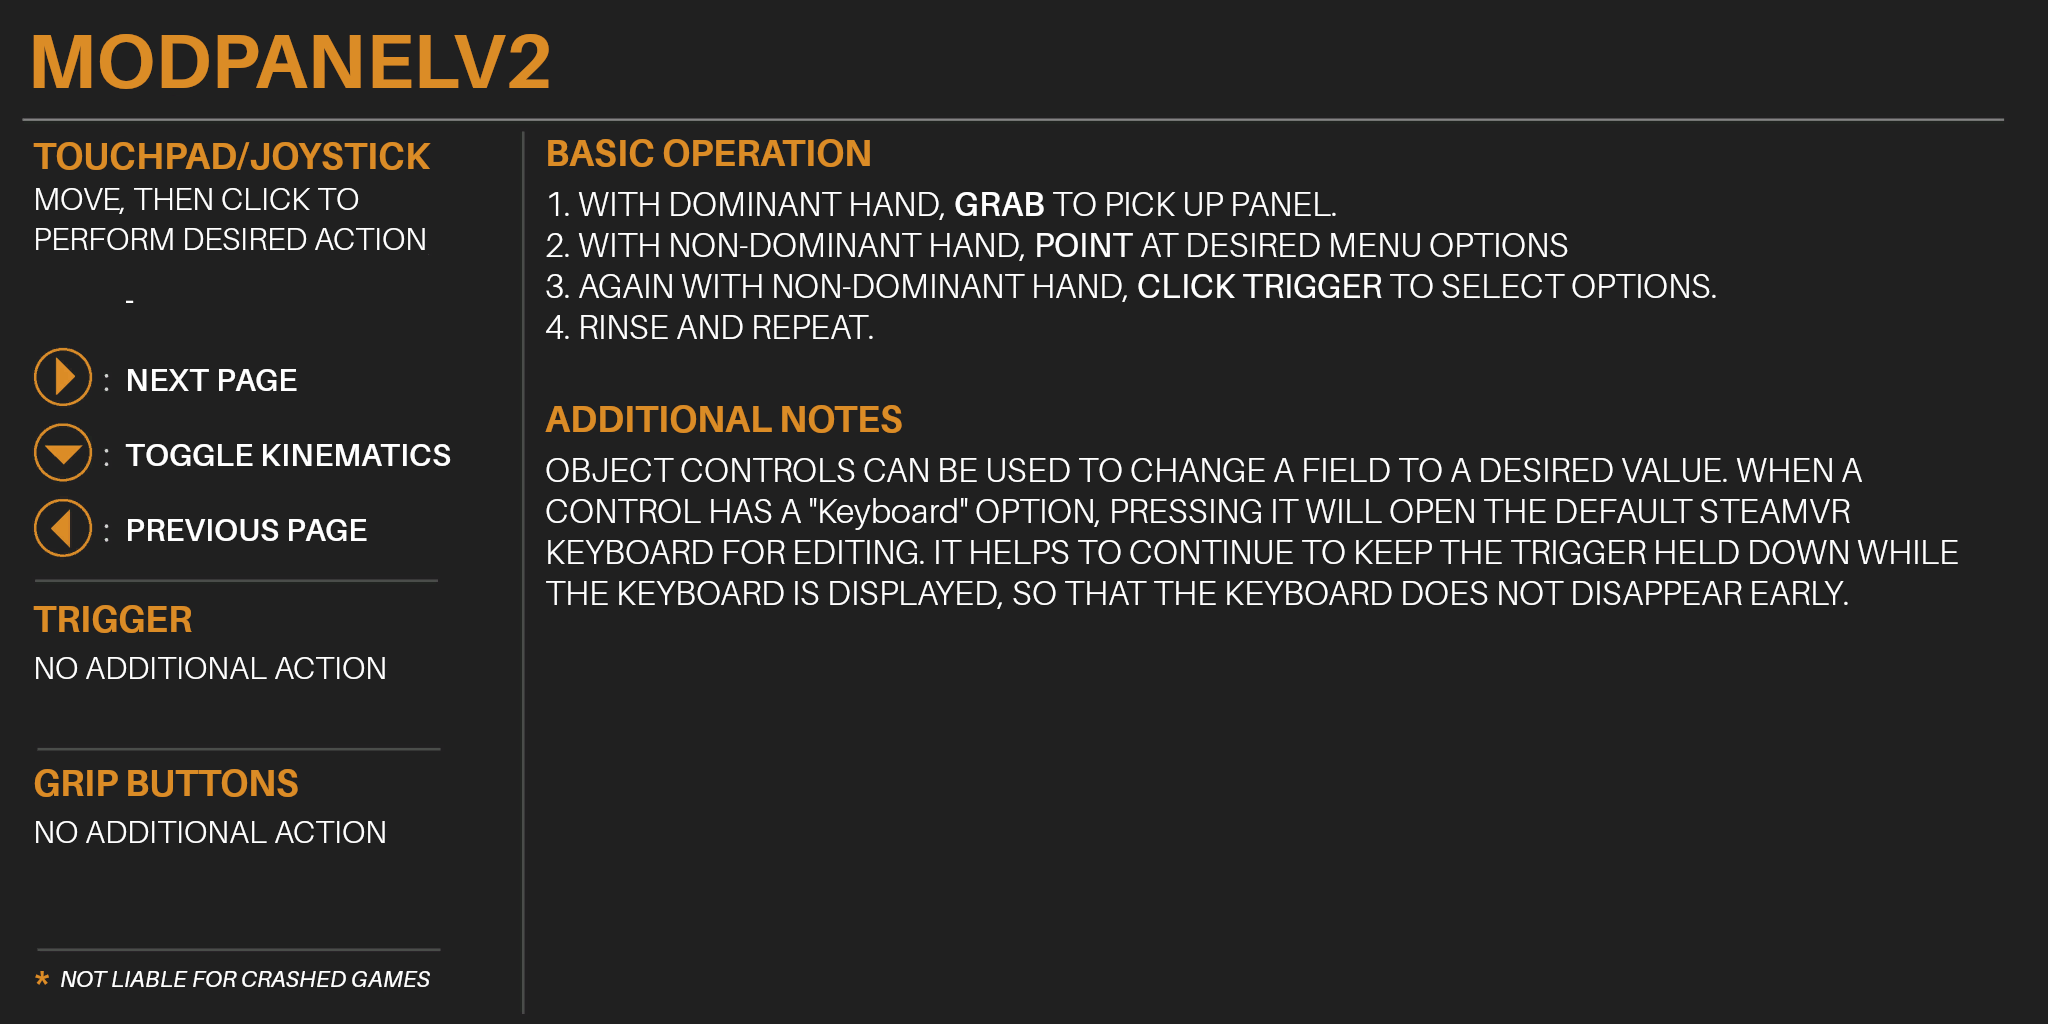 MODPANELV2
TOUCHPAD/JOYSTICK
MOVE, THEN CLICK TO
PERFORM DESIRED ACTION
-
: NEXT PAGE
: TOGGLE KINEMATICS
: PREVIOUS PAGE
TRIGGER
NO ADDITIONAL ACTION
GRIP BUTTONS
NO ADDITIONAL ACTION
* NOT LIABLE FOR CRASHED GAMES
BASIC OPERATION
1. WITH DOMINANT HAND, GRAB TO PICK UP PANEL.
2. WITH NON-DOMINANT HAND, POINT AT DESIRED MENU OPTIONS
3. AGAIN WITH NON-DOMINANT HAND, CLICK TRIGGER TO SELECT OPTIONS.
4. RINSE AND REPEAT.
ADDITIONAL NOTES
OBJECT CONTROLS CAN BE USED TO CHANGE A FIELD TO A DESIRED VALUE. WHEN A
CONTROL HAS A "Keyboard" OPTION, PRESSING IT WILL OPEN THE DEFAULT STEAMVR
KEYBOARD FOR EDITING. IT HELPS TO CONTINUE TO KEEP THE TRIGGER HELD DOWN WHILE
THE KEYBOARD IS DISPLAYED, SO THAT THE KEYBOARD DOES NOT DISAPPEAR EARLY.